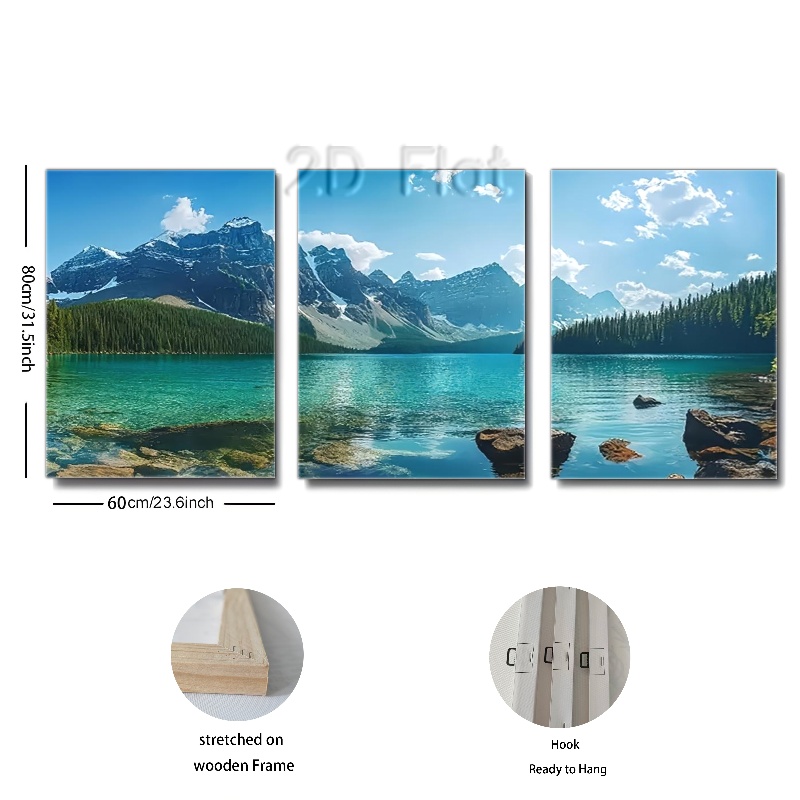 2D Flat
80cm/31.5inch
60cm/23.6inch
stretched on
wooden Frame
Hook
Ready to Hang